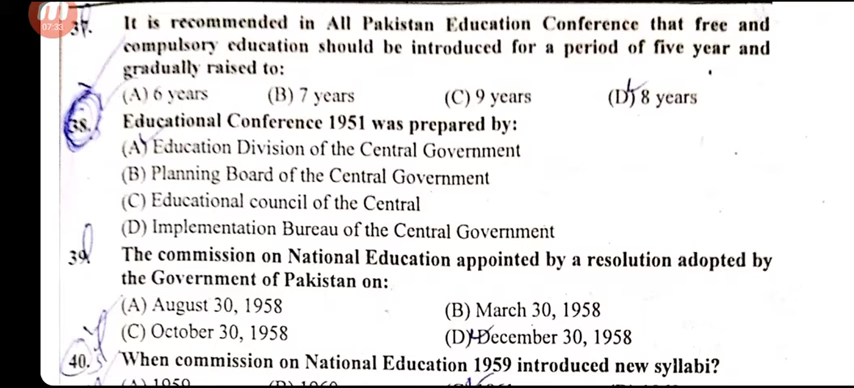 07:33
37. It is recommended in All Pakistan Education Conference that free and
compulsory education should be introduced for a period of five year and
gradually raised to:
(A) 6 years (B) 7 years (C) 9 years (D) 8 years
38. Educational Conference 1951 was prepared by:
(A) Education Division of the Central Government
(B) Planning Board of the Central Government
(C) Educational council of the Central
(D) Implementation Bureau of the Central Government
39. The commission on National Education appointed by a resolution adopted by
the Government of Pakistan on:
(A) August 30, 1958 (B) March 30, 1958
(C) October 30, 1958 (D) December 30, 1958
40. When commission on National Education 1959 introduced new syllabi?
(A) 1959 (B) 1960